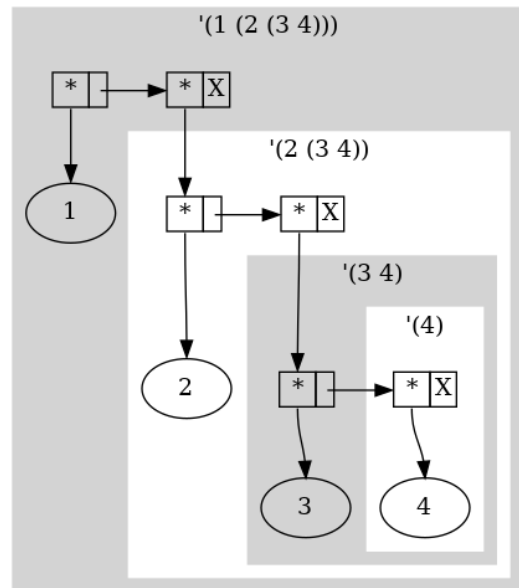 '(1 (2 (3 4)))
* * X
'(2 (3 4))
1
* * X
'(3 4)
'(4)
2
* * X
3
4